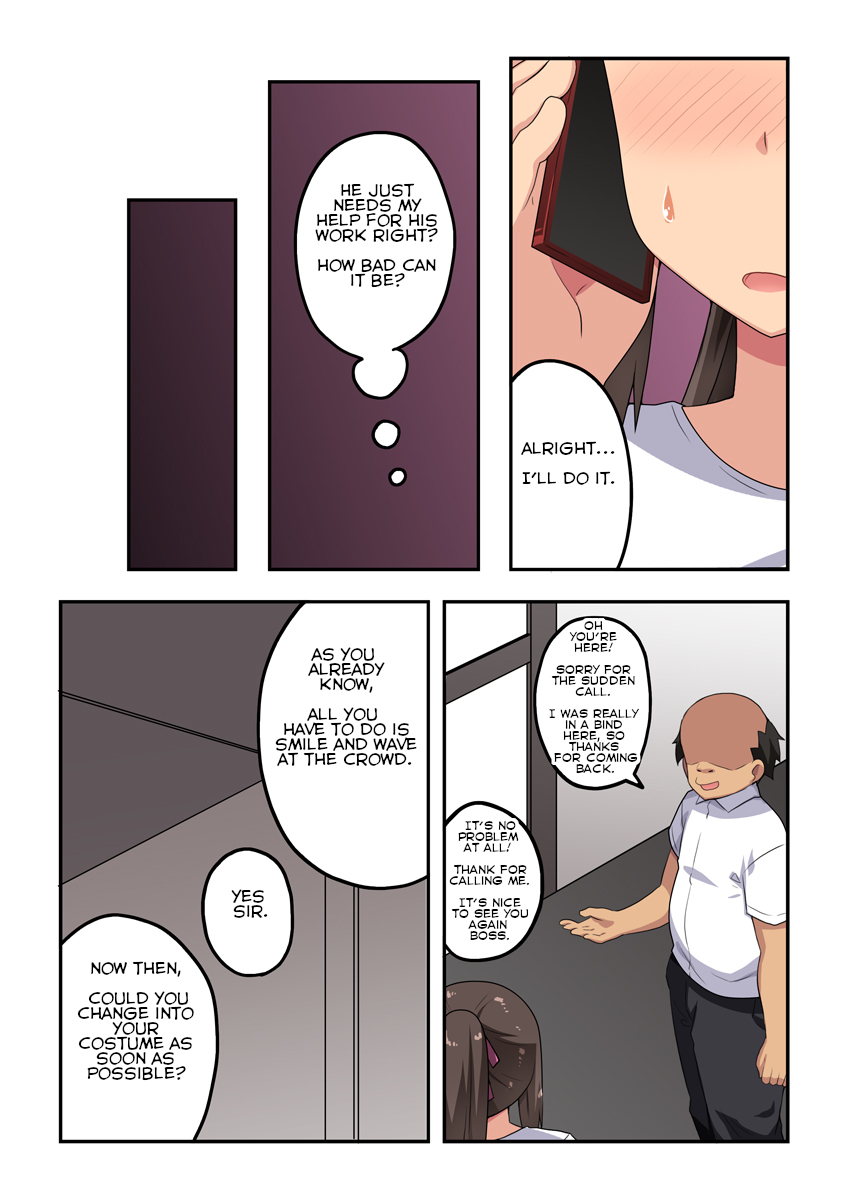 ALRIGHT...
I'LL DO IT.
HE JUST
NEEDS MY
HELP FOR HIS
WORK RIGHT?
HOW BAD CAN
IT BE?
OH
YOU'RE
HERE!
SORRY FOR
THE SUDDEN
CALL.
I WAS REALLY
IN A BIND
HERE, SO
THANKS
FOR COMING
BACK.
IT'S NO
PROBLEM
AT ALL!
THANK FOR
CALLING ME.
IT'S NICE
TO SEE YOU
AGAIN
BOSS.
AS YOU
ALREADY
KNOW,
ALL YOU
HAVE TO DO IS
SMILE AND WAVE
AT THE CROWD.
YES
SIR.
NOW THEN,
COULD YOU
CHANGE INTO
YOUR
COSTUME AS
SOON AS
POSSIBLE?